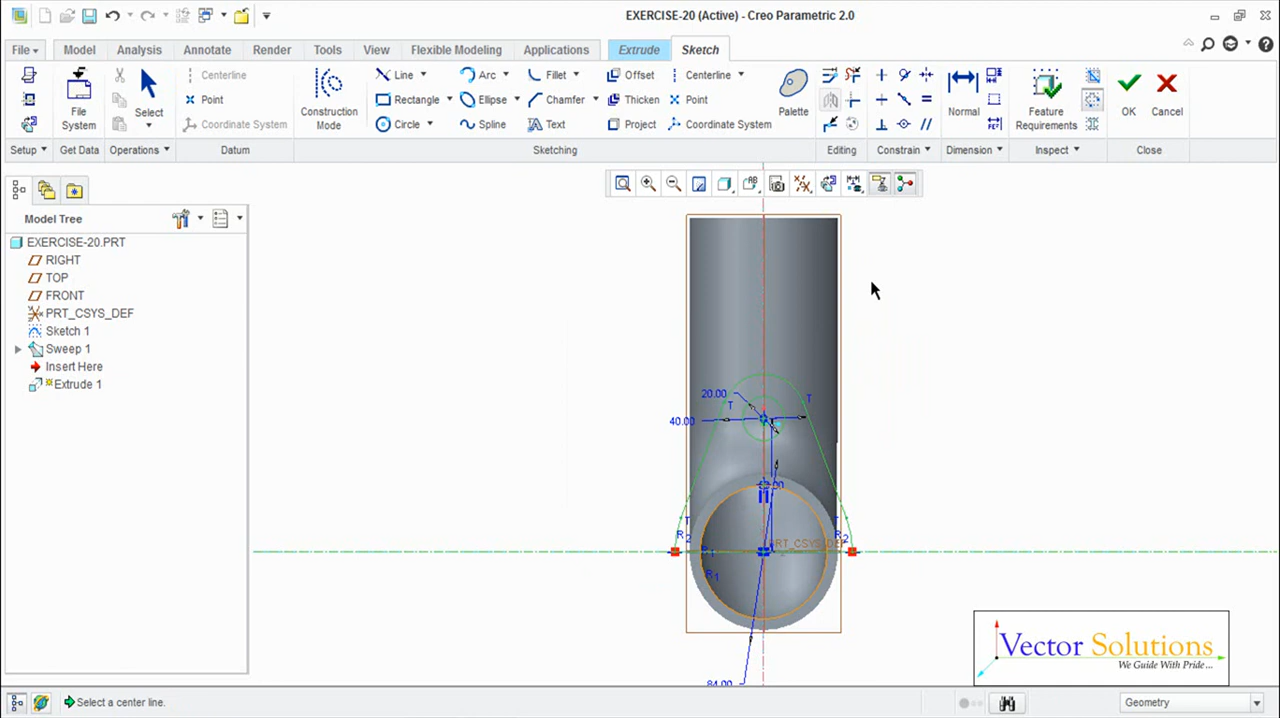 EXERCISE-20 (Active) - Creo Parametric 2.0
File Model Analysis Annotate Render Tools View Flexible Modeling Applications Extrude Sketch
Centerline Line Arc Fillet Offset Centerline
Point Rectangle Ellipse Chamfer Thicken Point
Coordinate System Circle Spline Text Project Coordinate System
File System Select Construction Mode Palette Normal Feature Requirements OK Cancel
Setup Get Data Operations Datum Sketching Editing Constrain Dimension Inspect Close
Model Tree
EXERCISE-20.PRT
RIGHT
TOP
FRONT
PRT_CSYS_DEF
Sketch 1
Sweep 1
Insert Here
Extrude 1
20.00
T
T
40.00
T
T
R2
R2
PRT_CSYS_DEF
R1
R1
84.00
Vector Solutions
We Guide With Pride...
Select a center line.
Geometry